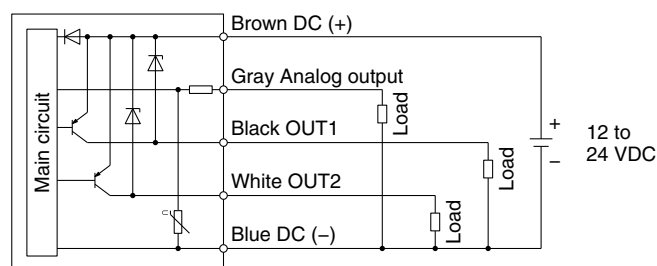 Main circuit
Brown DC (+)
Gray Analog output
Load
Black OUT1
Load
White OUT2
Load
Blue DC (−)
+
−
12 to
24 VDC
U